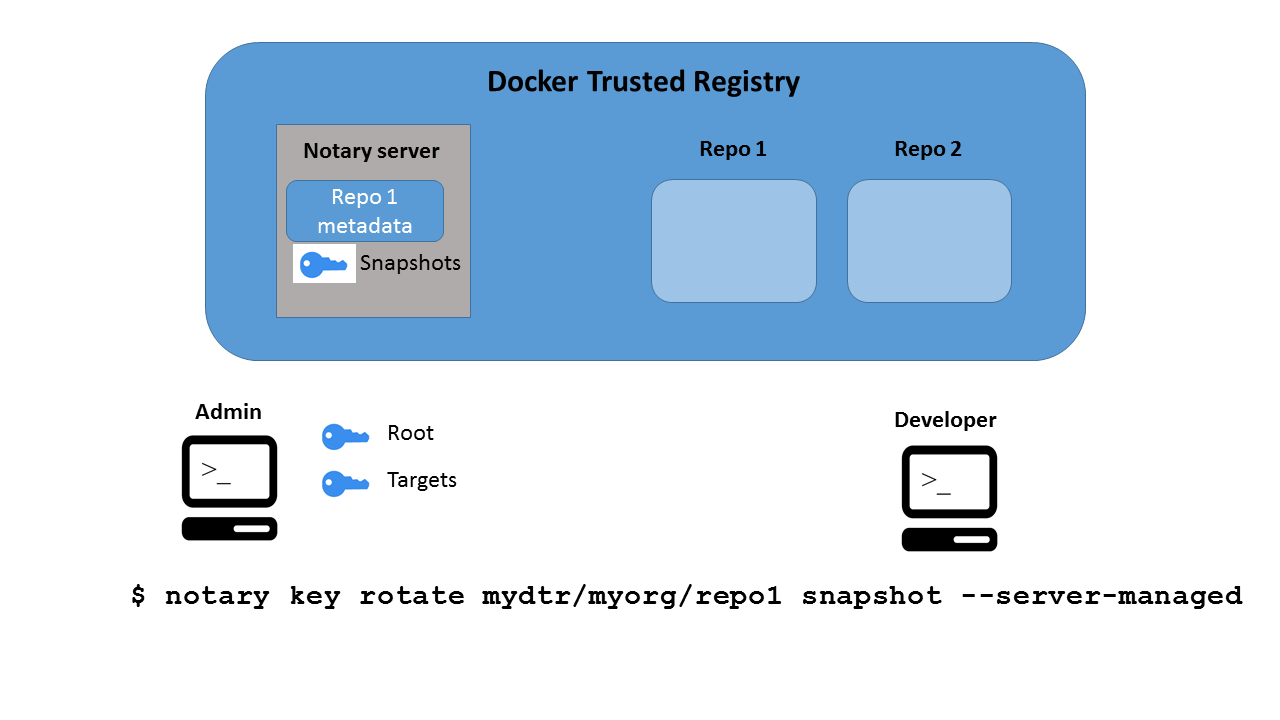 Docker Trusted Registry
Notary server
Repo 1
metadata
Snapshots
Repo 1
Repo 2
Admin
>_
Root
Targets
Developer
>_
$ notary key rotate mydtr/myorg/repo1 snapshot --server-managed